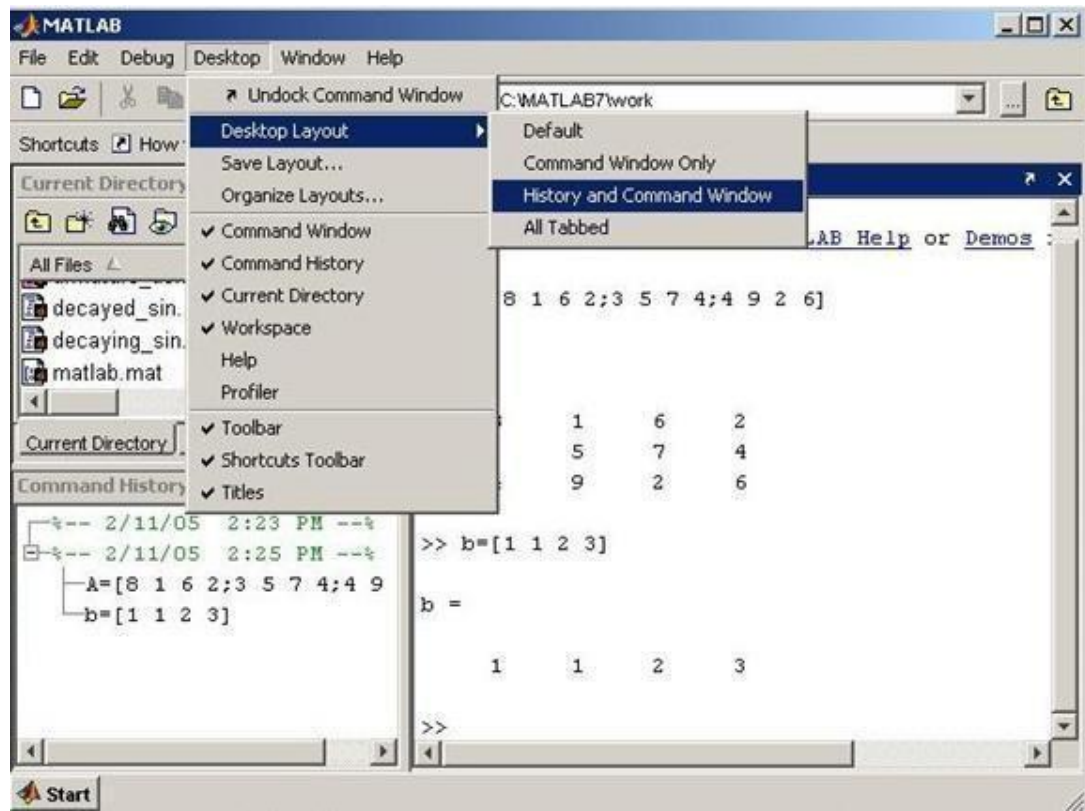 MATLAB
File Edit Debug Desktop Window Help
Undock Command Window
C:\MATLAB7\work
...
Shortcuts How
Desktop Layout
Default
Save Layout...
Command Window Only
Organize Layouts...
History and Command Window
All Tabbed
Current Directory
All Files
Command Window
Command History
Current Directory
Workspace
Help
Profiler
Toolbar
Shortcuts Toolbar
Titles
decayed_sin.
decaying_sin.
matlab.mat
Current Directory
Command History
%-- 2/11/05 2:23 PM --%
%-- 2/11/05 2:25 PM --%
A=[8 1 6 2;3 5 7 4;4 9
b=[1 1 2 3]
LAB Help or Demos
8 1 6 2;3 5 7 4;4 9 2 6]
1 6 2
5 7 4
9 2 6
>> b=[1 1 2 3]
b =
1 1 2 3
>>
Start